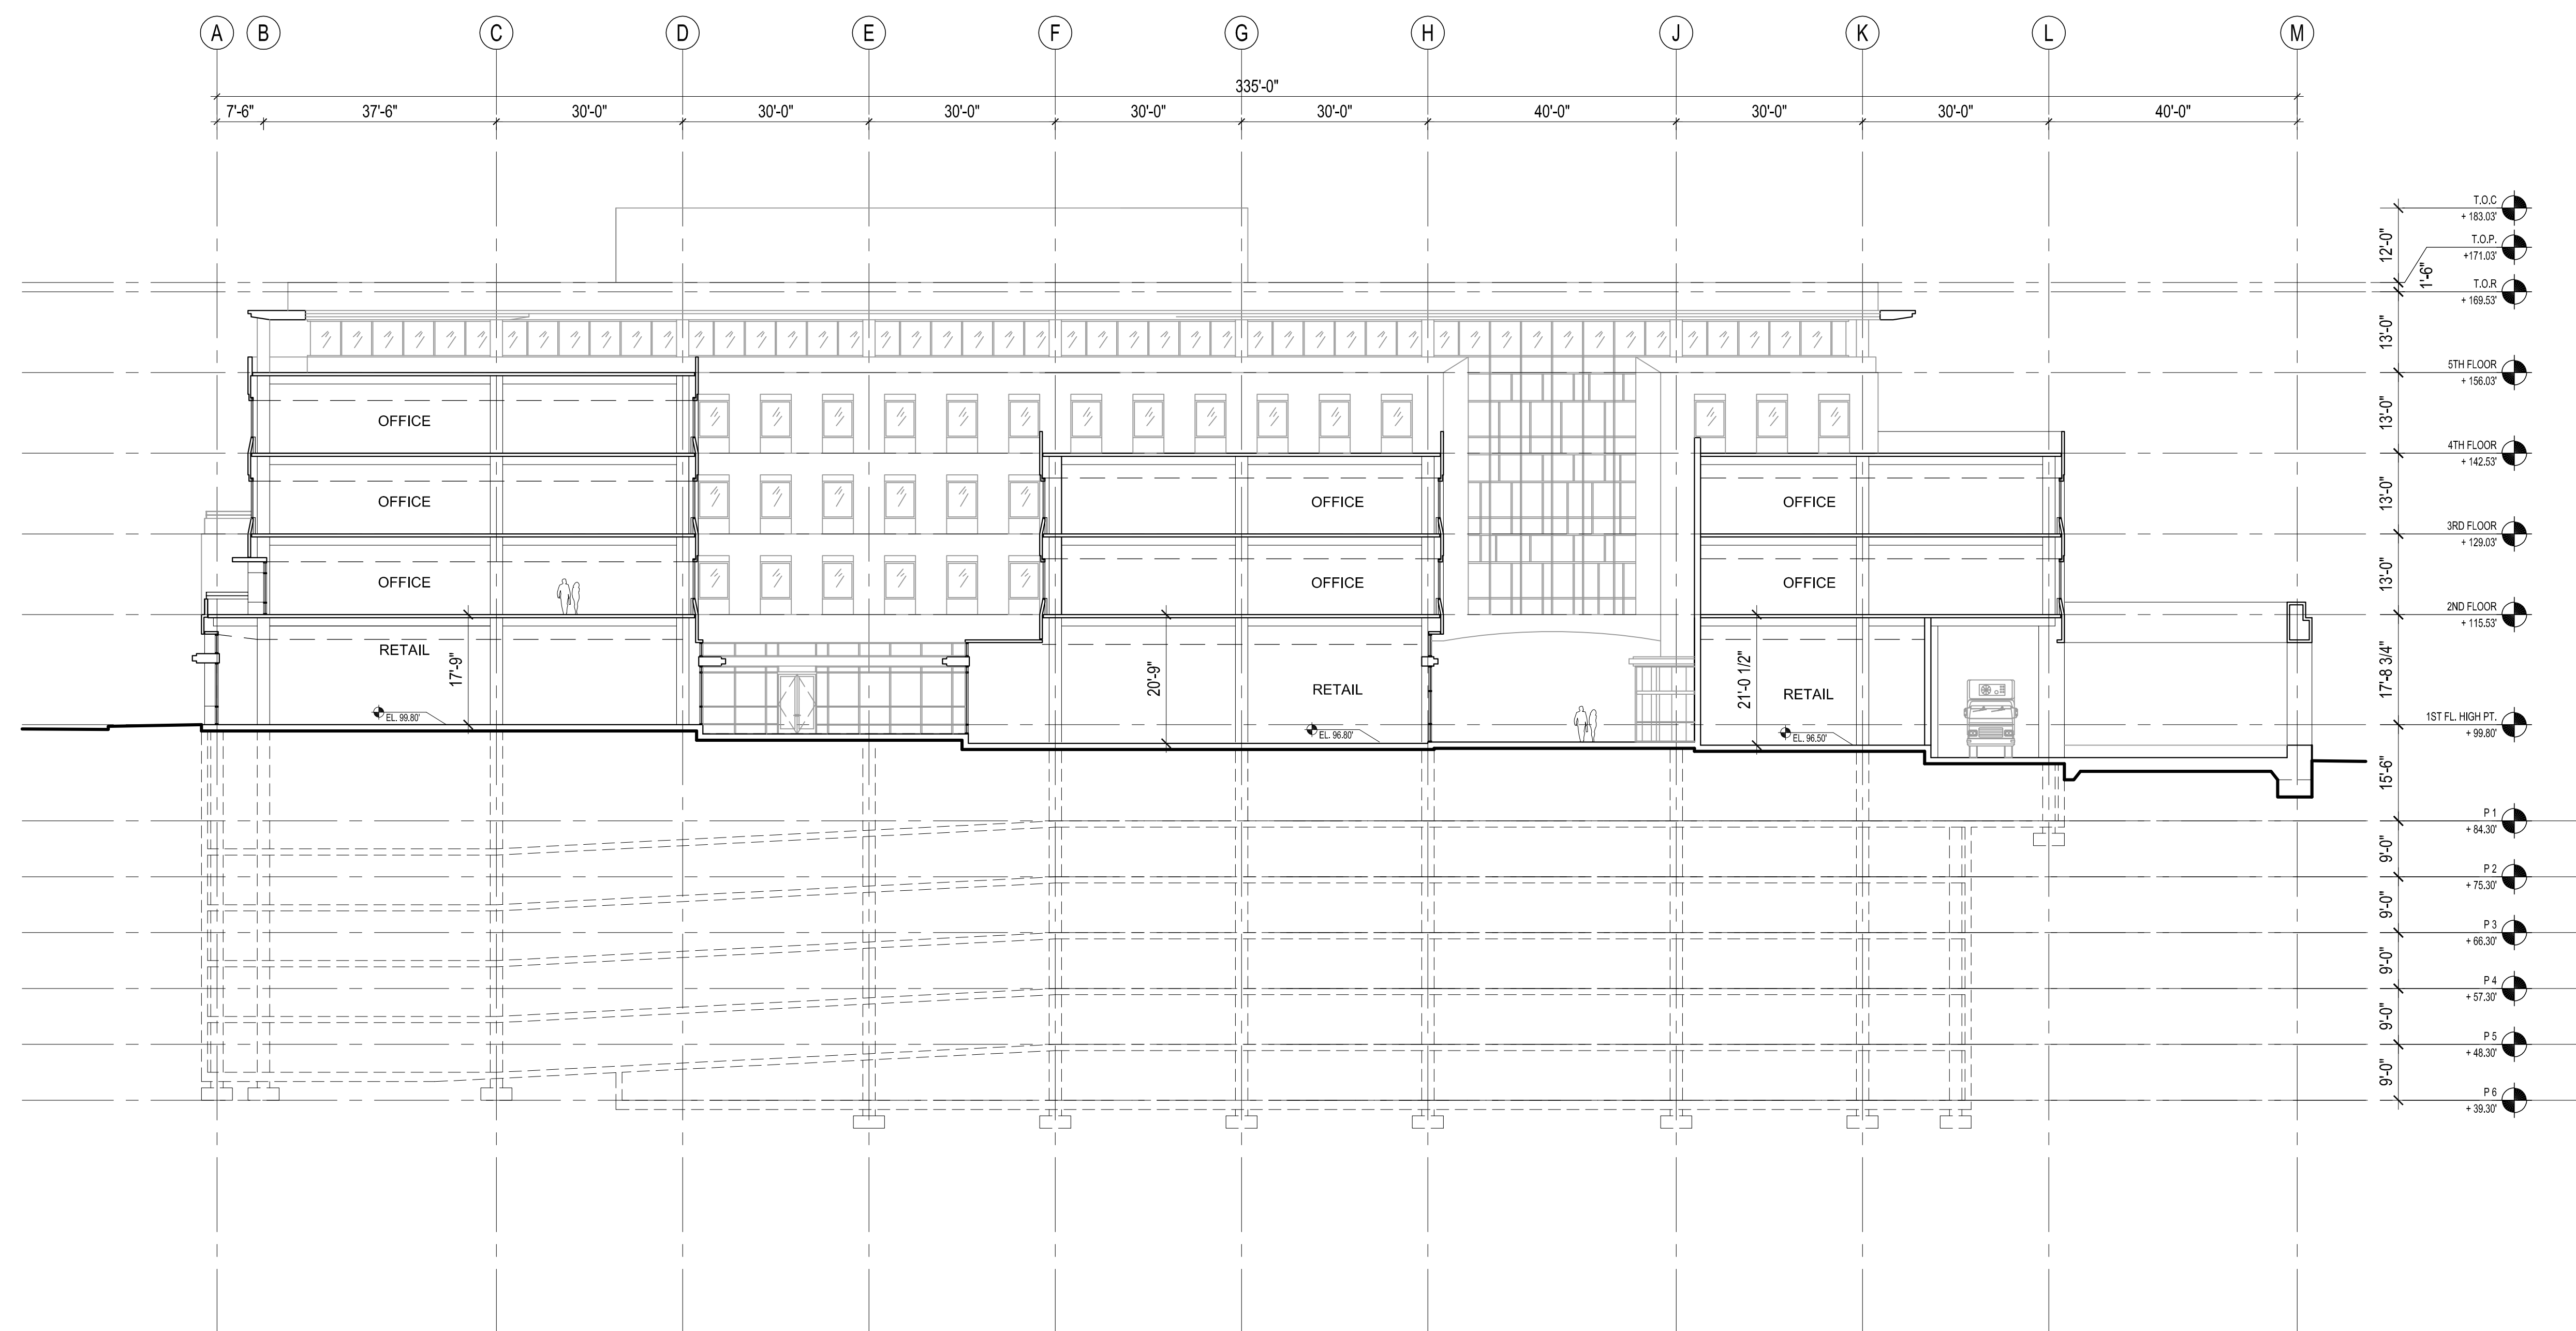 A B C D E F G H J K L M
335'-0"
7'-6" 37'-6" 30'-0" 30'-0" 30'-0" 30'-0" 30'-0" 40'-0" 30'-0" 30'-0" 40'-0"
T.O.C
+ 183.03'
12'-0"
T.O.P.
+171.03'
1'-6"
T.O.R
+ 169.53'
13'-0"
5TH FLOOR
+ 156.03'
13'-0"
OFFICE
4TH FLOOR
+ 142.53'
13'-0"
OFFICE OFFICE OFFICE
3RD FLOOR
+ 129.03'
13'-0"
OFFICE OFFICE OFFICE
2ND FLOOR
+ 115.53'
RETAIL
17'-9"
20'-9"
RETAIL
21'-0 1/2"
RETAIL
17'-8 3/4"
EL. 99.80'
EL. 96.80'
EL. 96.50'
1ST FL. HIGH PT.
+ 99.80'
15'-6"
P 1
+ 84.30'
9'-0"
P 2
+ 75.30'
9'-0"
P 3
+ 66.30'
9'-0"
P 4
+ 57.30'
9'-0"
P 5
+ 48.30'
9'-0"
P 6
+ 39.30'